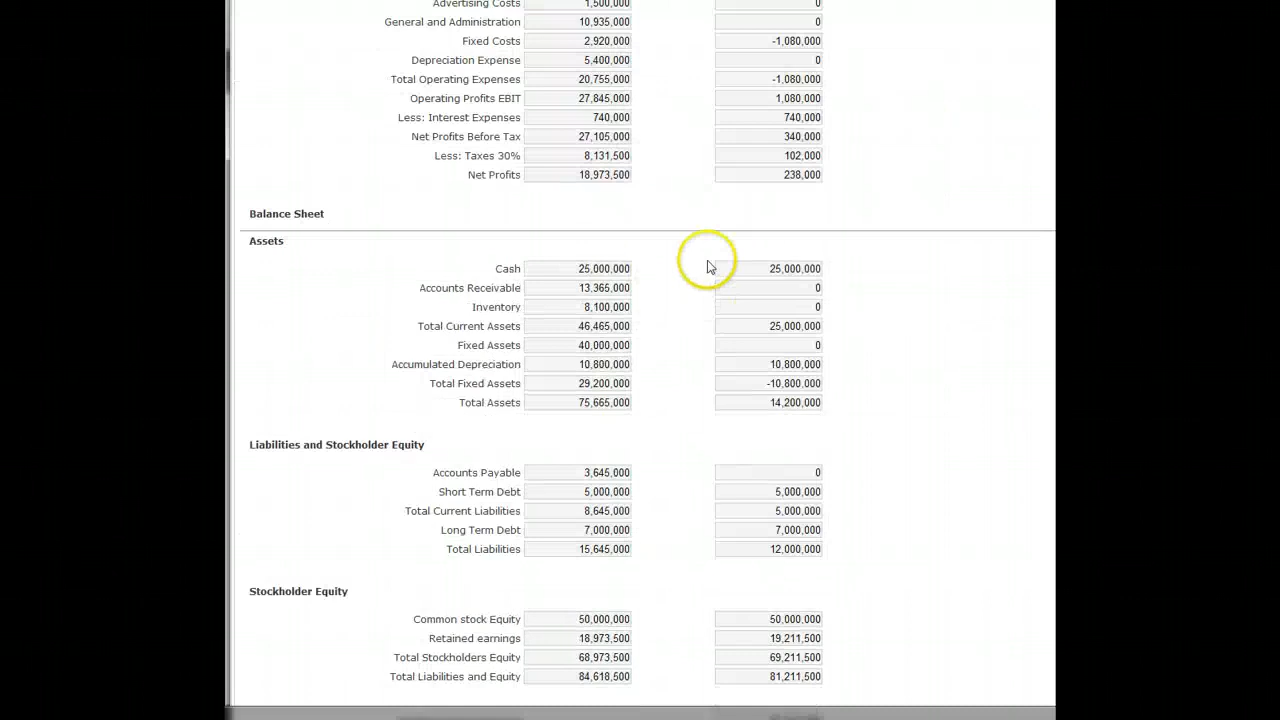 Advertising Costs 1,500,000 0
General and Administration 10,935,000 0
Fixed Costs 2,920,000 -1,080,000
Depreciation Expense 5,400,000 0
Total Operating Expenses 20,755,000 -1,080,000
Operating Profits EBIT 27,845,000 1,080,000
Less: Interest Expenses 740,000 740,000
Net Profits Before Tax 27,105,000 340,000
Less: Taxes 30% 8,131,500 102,000
Net Profits 18,973,500 238,000
Balance Sheet
Assets
Cash 25,000,000 25,000,000
Accounts Receivable 13,365,000 0
Inventory 8,100,000 0
Total Current Assets 46,465,000 25,000,000
Fixed Assets 40,000,000 0
Accumulated Depreciation 10,800,000 10,800,000
Total Fixed Assets 29,200,000 -10,800,000
Total Assets 75,665,000 14,200,000
Liabilities and Stockholder Equity
Accounts Payable 3,645,000 0
Short Term Debt 5,000,000 5,000,000
Total Current Liabilities 8,645,000 5,000,000
Long Term Debt 7,000,000 7,000,000
Total Liabilities 15,645,000 12,000,000
Stockholder Equity
Common stock Equity 50,000,000 50,000,000
Retained earnings 18,973,500 19,211,500
Total Stockholders Equity 68,973,500 69,211,500
Total Liabilities and Equity 84,618,500 81,211,500